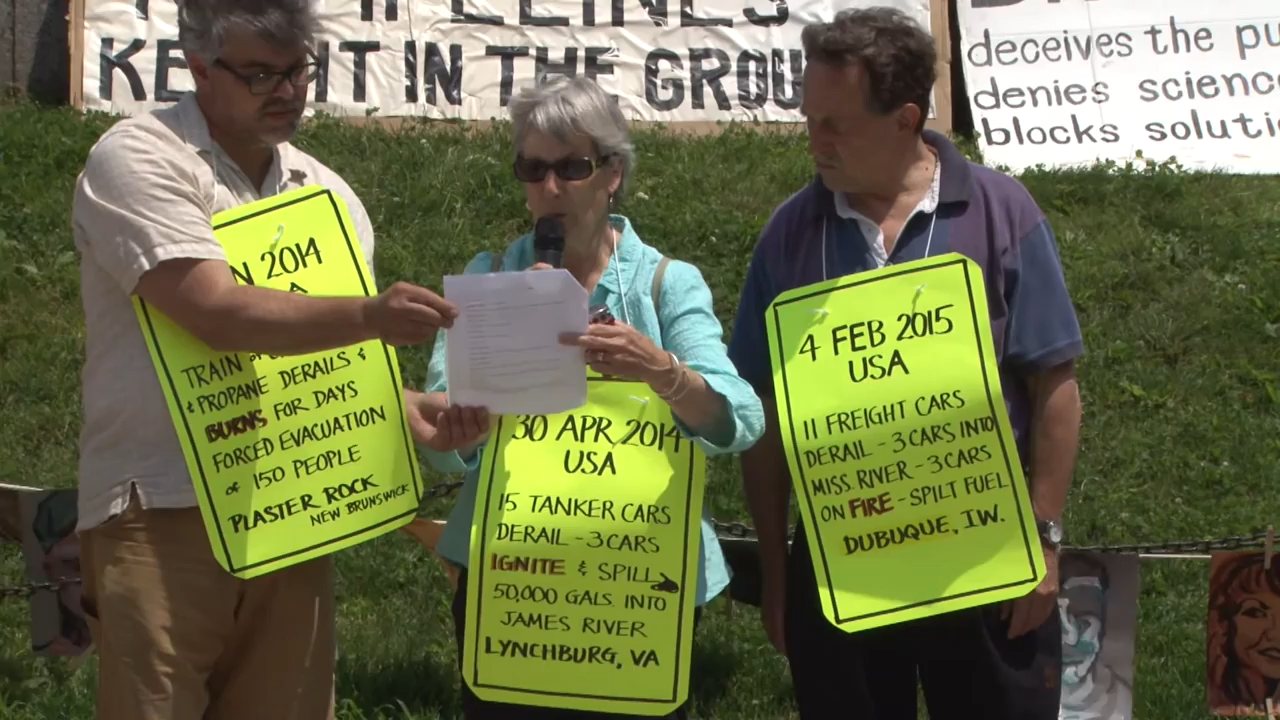 KE IT IN THE GROU
deceives the pu
denies science
blocks soluti
N 2014
A
TRAIN OF
& PROPANE DERAILS &
BURNS FOR DAYS
FORCED EVACUATION
of 150 PEOPLE
PLASTER ROCK
NEW BRUNSWICK
30 APR 2014
USA
15 TANKER CARS
DERAIL - 3 CARS
IGNITE & SPILL
50,000 GALS. INTO
JAMES RIVER
LYNCHBURG, VA
4 FEB 2015
USA
11 FREIGHT CARS
DERAIL - 3 CARS INTO
MISS. RIVER - 3 CARS
ON FIRE - SPILT FUEL
DUBUQUE, IW.